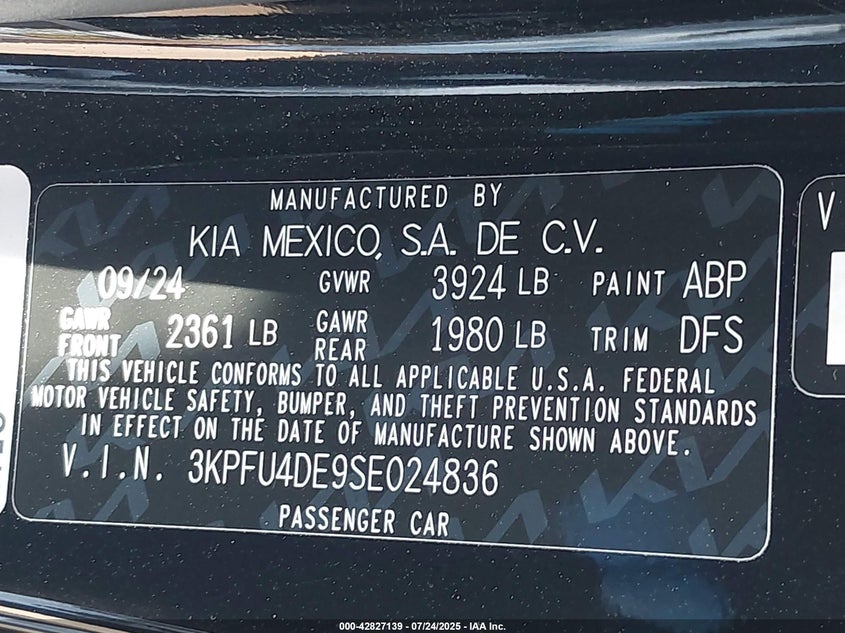 MANUFACTURED BY
KIA MEXICO, S.A. DE C.V.
09/24 GVWR 3924 LB PAINT ABP
GAWR FRONT 2361 LB GAWR REAR 1980 LB TRIM DFS
THIS VEHICLE CONFORMS TO ALL APPLICABLE U.S.A. FEDERAL
MOTOR VEHICLE SAFETY, BUMPER, AND THEFT PREVENTION STANDARDS
IN EFFECT ON THE DATE OF MANUFACTURE SHOWN ABOVE.
V.I.N. 3KPFU4DE9SE024836
PASSENGER CAR
V
000-42827139 - 07/24/2025 - IAA Inc.